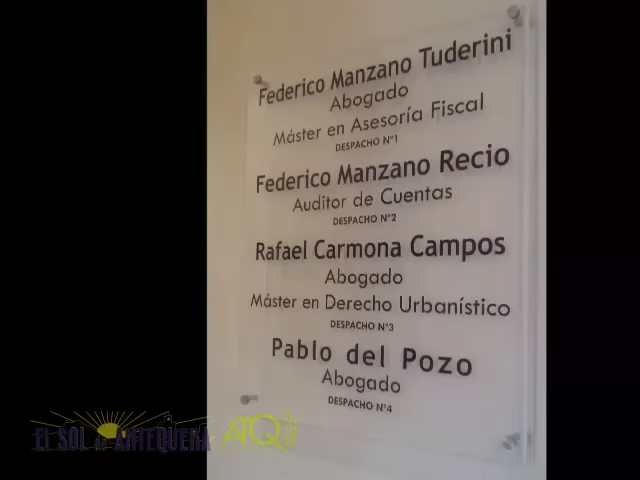 Federico Manzano Tuderini
Abogado
Máster en Asesoría Fiscal
DESPACHO Nº1
Federico Manzano Recio
Auditor de Cuentas
DESPACHO Nº2
Rafael Carmona Campos
Abogado
Máster en Derecho Urbanístico
DESPACHO Nº3
Pablo del Pozo
Abogado
DESPACHO Nº4
EL SOL de ANTEQUERA
ATQ